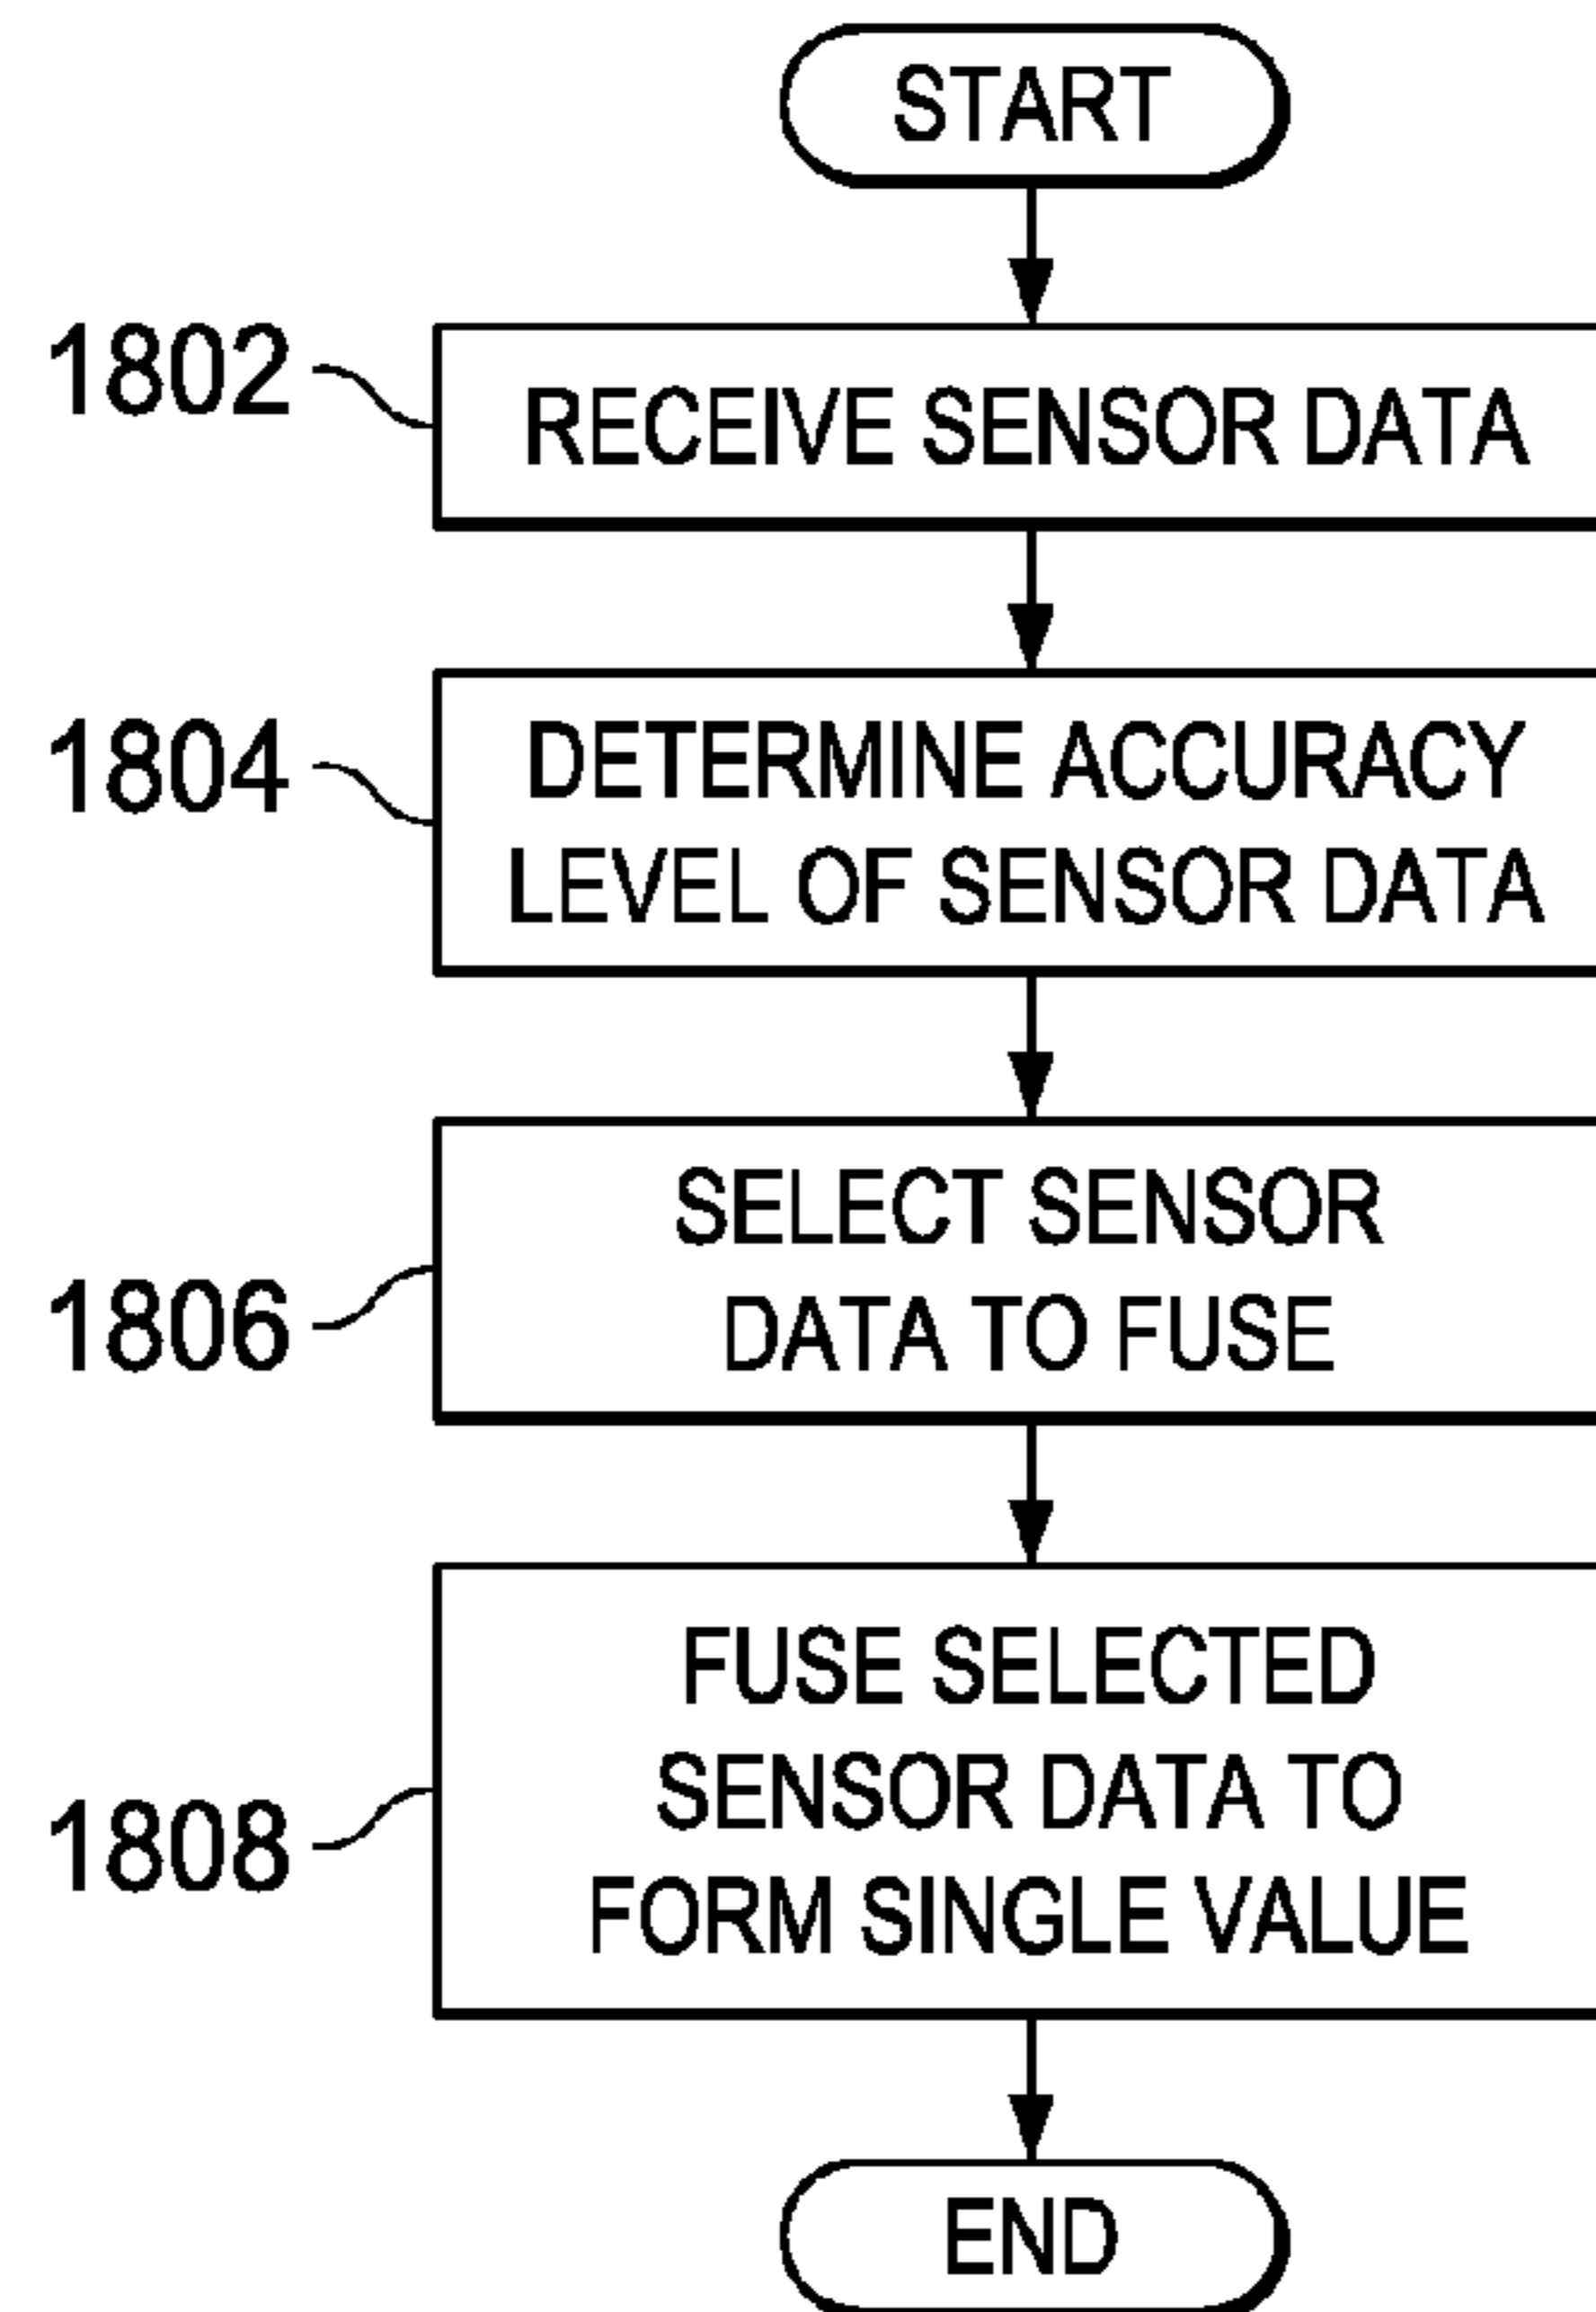 START
1802
RECEIVE SENSOR DATA
1804
DETERMINE ACCURACY
LEVEL OF SENSOR DATA
1806
SELECT SENSOR
DATA TO FUSE
1808
FUSE SELECTED
SENSOR DATA TO
FORM SINGLE VALUE
END